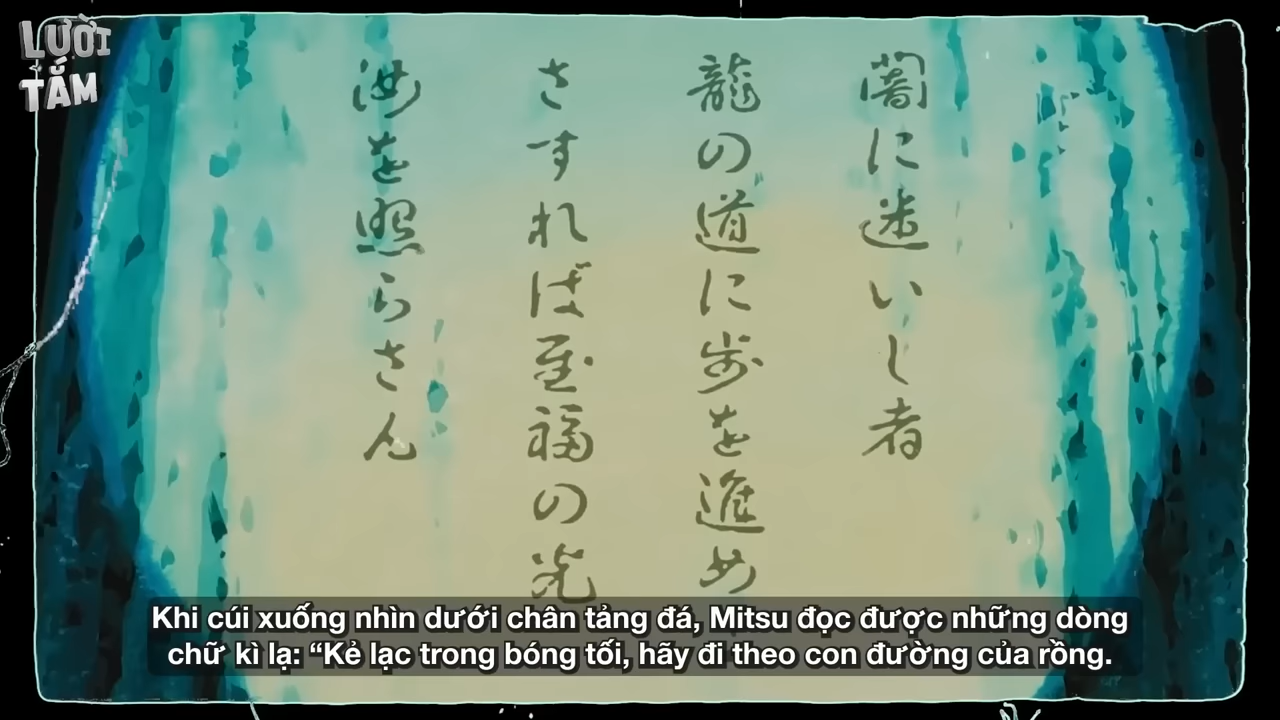 LƯỜI
TẮM
闇に迷いし者
龍の道に歩を進め
さすれば至福の光
汝を照らさん
Khi cúi xuống nhìn dưới chân tảng đá, Mitsu đọc được những dòng
chữ kì lạ: “Kẻ lạc trong bóng tối, hãy đi theo con đường của rồng.